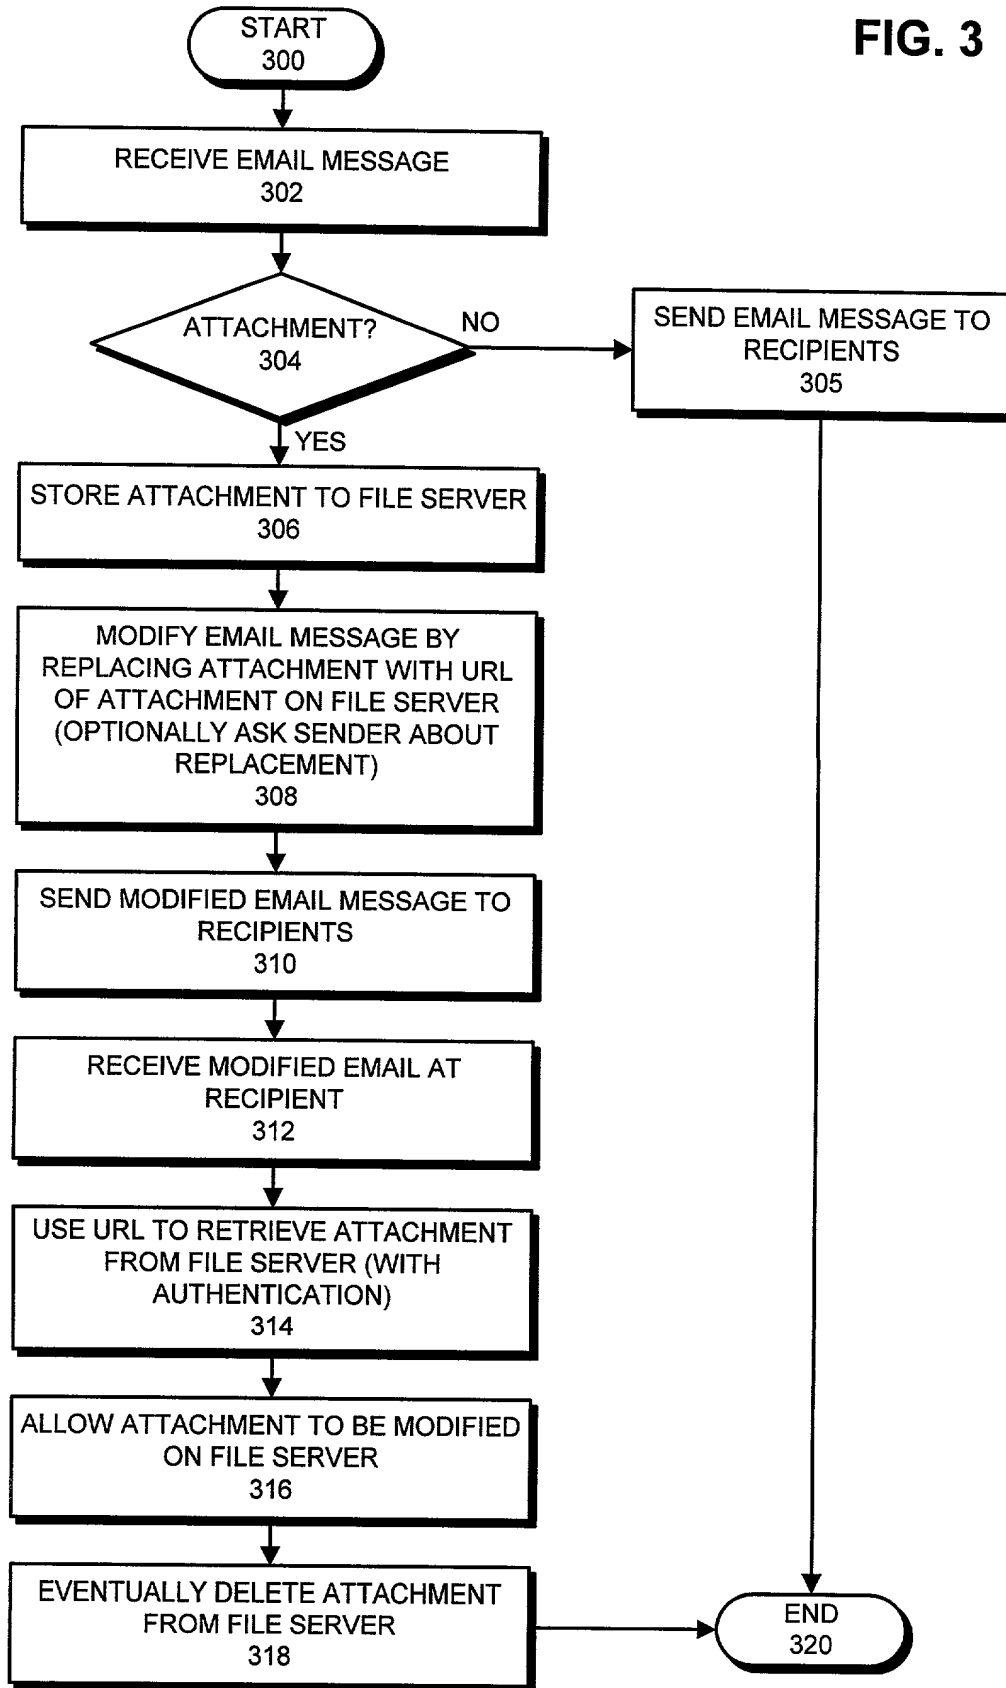 FIG. 3
START
300
RECEIVE EMAIL MESSAGE
302
ATTACHMENT?
304
NO
SEND EMAIL MESSAGE TO
RECIPIENTS
305
YES
STORE ATTACHMENT TO FILE SERVER
306
MODIFY EMAIL MESSAGE BY
REPLACING ATTACHMENT WITH URL
OF ATTACHMENT ON FILE SERVER
(OPTIONALLY ASK SENDER ABOUT
REPLACEMENT)
308
SEND MODIFIED EMAIL MESSAGE TO
RECIPIENTS
310
RECEIVE MODIFIED EMAIL AT
RECIPIENT
312
USE URL TO RETRIEVE ATTACHMENT
FROM FILE SERVER (WITH
AUTHENTICATION)
314
ALLOW ATTACHMENT TO BE MODIFIED
ON FILE SERVER
316
EVENTUALLY DELETE ATTACHMENT
FROM FILE SERVER
318
END
320